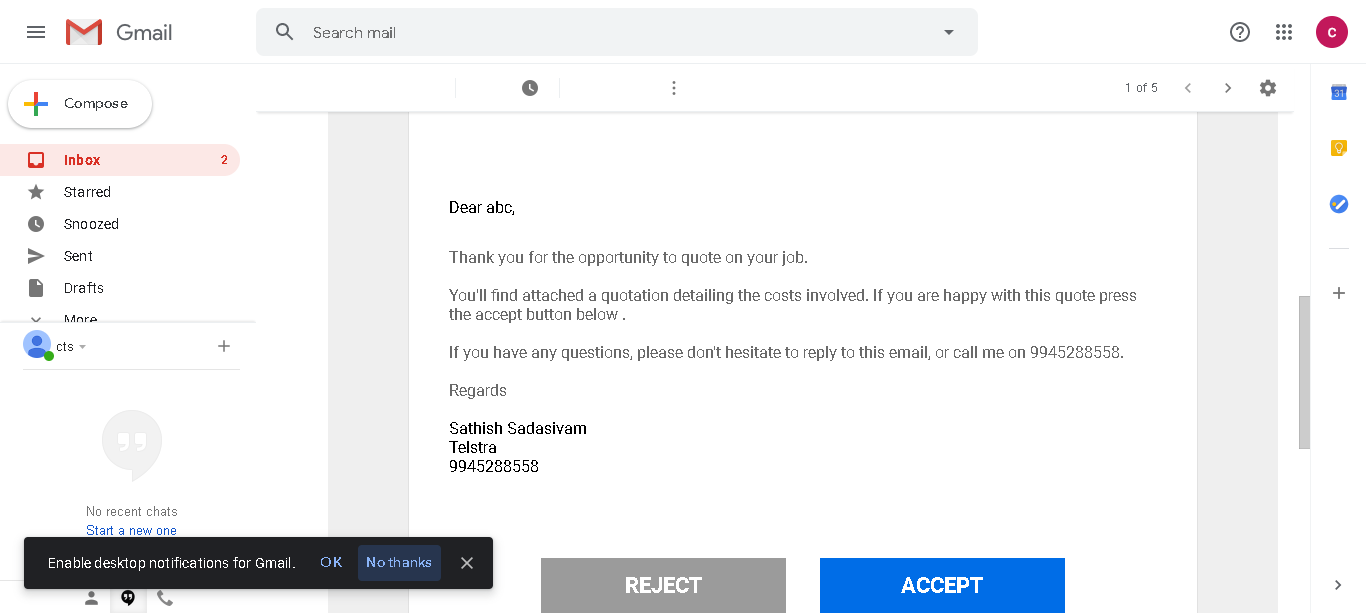 Gmail
Search mail
C
Compose
1 of 5
31
Inbox 2
Starred
Snoozed
Sent
Drafts
More
cts
No recent chats
Start a new one
Enable desktop notifications for Gmail. OK No thanks
Dear abc,
Thank you for the opportunity to quote on your job.
You'll find attached a quotation detailing the costs involved. If you are happy with this quote press
the accept button below .
If you have any questions, please don't hesitate to reply to this email, or call me on 9945288558.
Regards
Sathish Sadasivam
Telstra
9945288558
REJECT ACCEPT